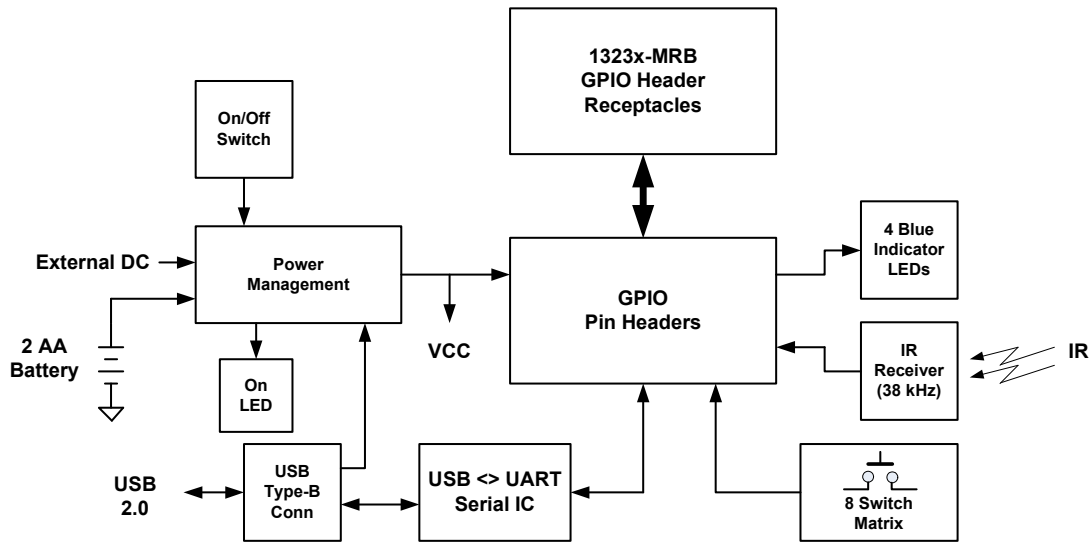 1323x-MRB
GPIO Header
Receptacles
On/Off
Switch
External DC
Power
Management
4 Blue
Indicator
LEDs
GPIO
Pin Headers
VCC
2 AA
Battery
On
LED
IR
Receiver
(38 kHz)
IR
USB
2.0
USB
Type-B
Conn
USB <> UART
Serial IC
8 Switch
Matrix